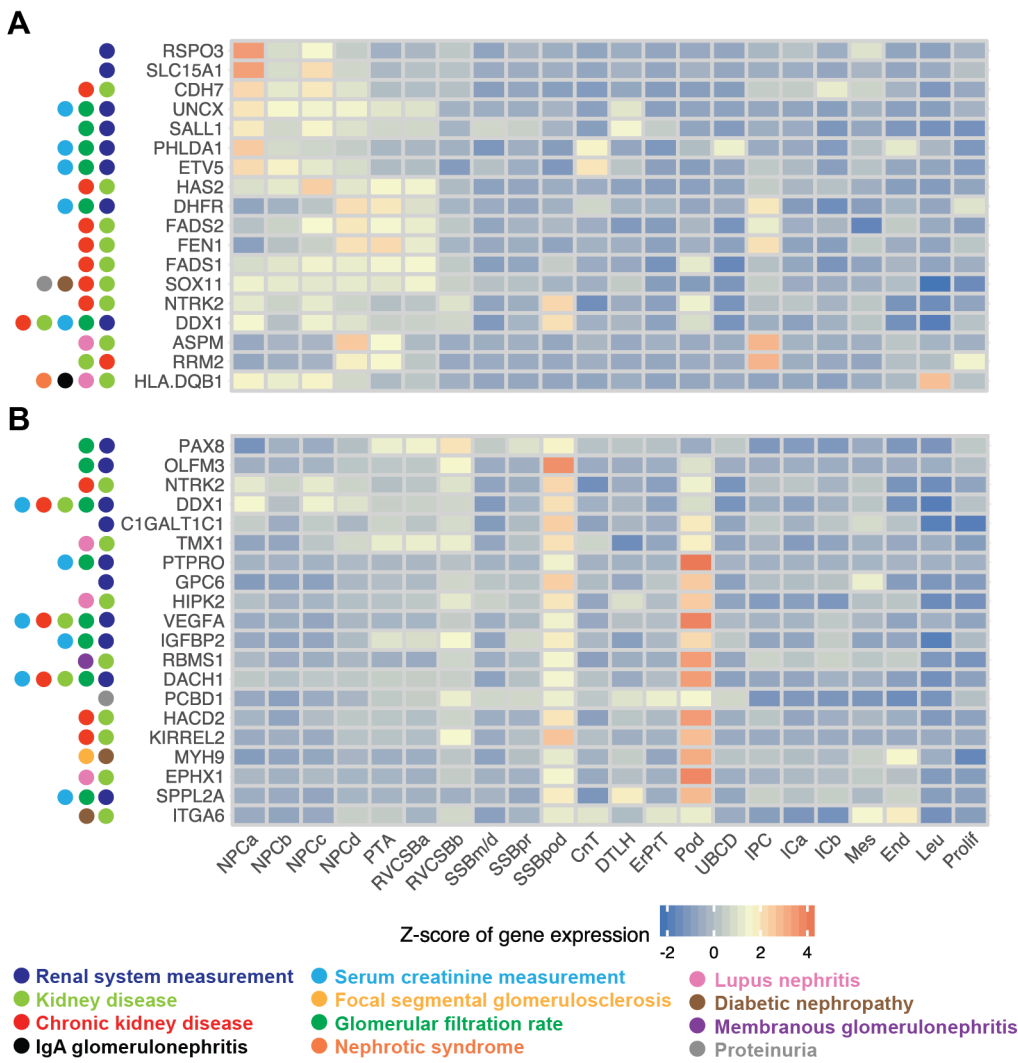 A
RSPO3
SLC15A1
CDH7
UNCX
SALL1
PHLDA1
ETV5
HAS2
DHFR
FADS2
FEN1
FADS1
SOX11
NTRK2
DDX1
ASPM
RRM2
HLA.DQB1
B
PAX8
OLFM3
NTRK2
DDX1
C1GALT1C1
TMX1
PTPRO
GPC6
HIPK2
VEGFA
IGFBP2
RBMS1
DACH1
PCBD1
HACD2
KIRREL2
MYH9
EPHX1
SPPL2A
ITGA6
NPCa NPCb NPCc NPCd PTA RVCSBa RVCSBb SSBm/d SSBpr SSBpod CnT DTLH ErPrT Pod UBCD IPC ICa ICb Mes End Leu Prolif
Z-score of gene expression
-2 0 2 4
Renal system measurement Serum creatinine measurement Lupus nephritis
Kidney disease Focal segmental glomerulosclerosis Diabetic nephropathy
Chronic kidney disease Glomerular filtration rate Membranous glomerulonephritis
IgA glomerulonephritis Nephrotic syndrome Proteinuria